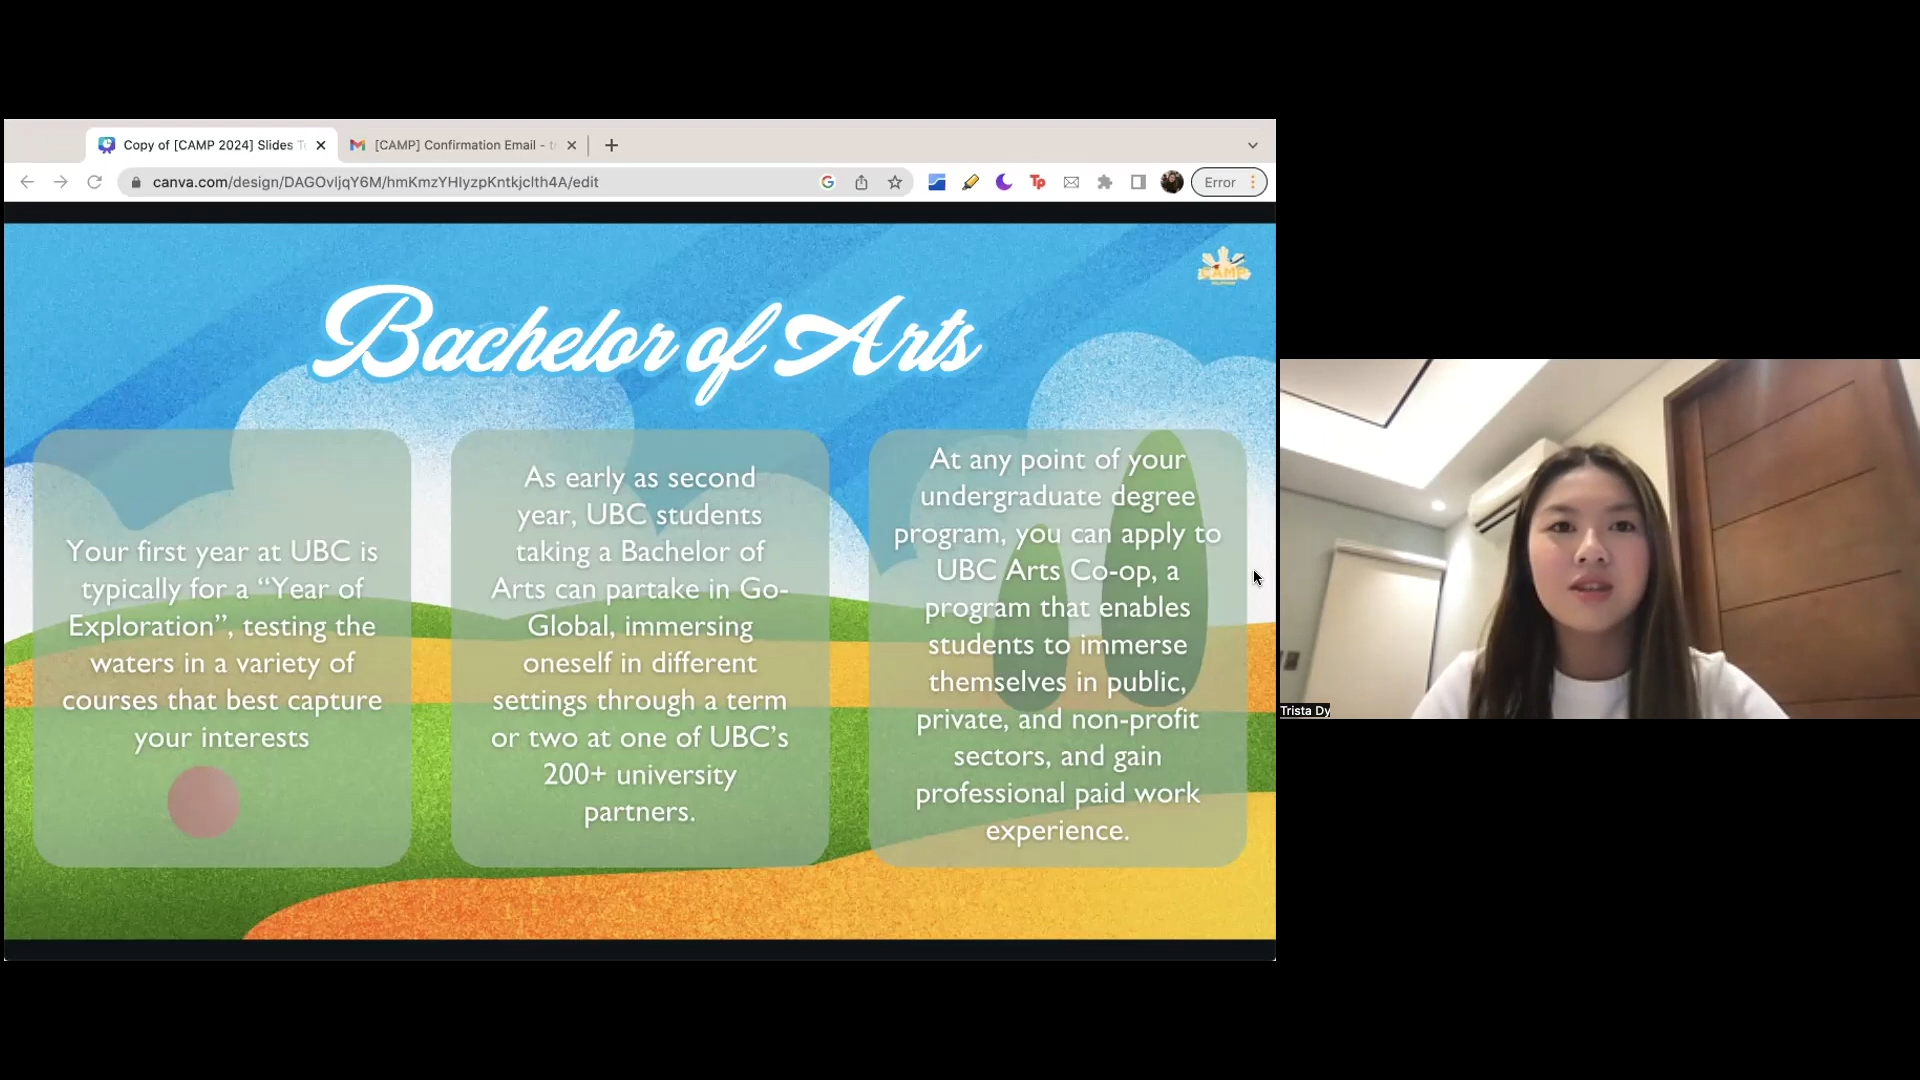 Copy of [CAMP 2024] Slides
[CAMP] Confirmation Email -
canva.com/design/DAGOvljqY6M/hmKmzYHIyzpKntkjclth4A/edit
Tp
Error
CAMP
Bachelor of Arts
Your first year at UBC is
typically for a “Year of
Exploration”, testing the
waters in a variety of
courses that best capture
your interests
As early as second
year, UBC students
taking a Bachelor of
Arts can partake in Go-
Global, immersing
oneself in different
settings through a term
or two at one of UBC’s
200+ university
partners.
At any point of your
undergraduate degree
program, you can apply to
UBC Arts Co-op, a
program that enables
students to immerse
themselves in public,
private, and non-profit
sectors, and gain
professional paid work
experience.
Trista Dy